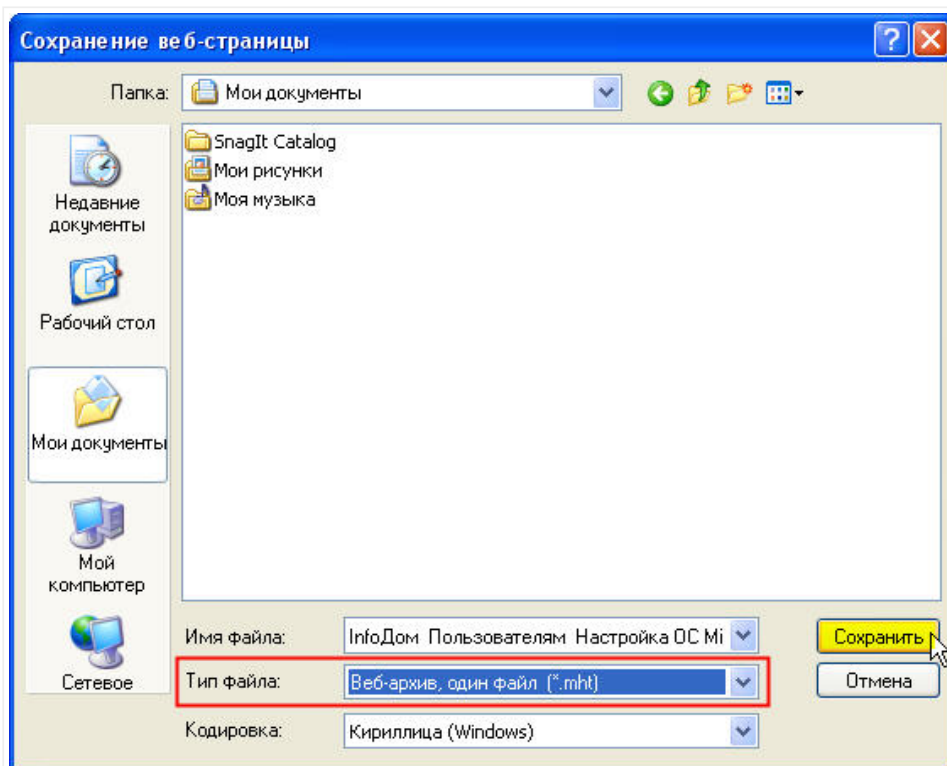 Сохранение веб-страницы
Папка:
Мои документы
SnagIt Catalog
Мои рисунки
Моя музыка
Недавние
документы
Рабочий стол
Мои документы
Мой
компьютер
Сетевое
Имя файла:
InfoДом Пользователям Настройка ОС Mi
Сохранить
Тип файла:
Веб-архив, один файл (*.mht)
Отмена
Кодировка:
Кириллица (Windows)